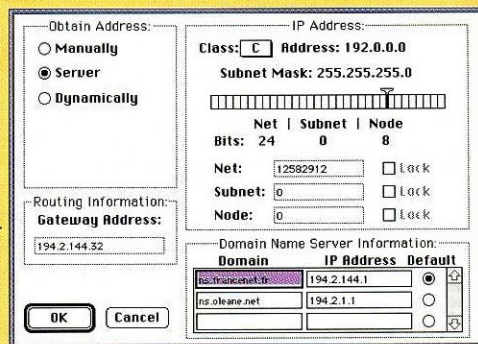 Obtain Address:
Manually
Server
Dynamically
Routing Information:
Gateway Address:
194.2.144.32
OK
Cancel
IP Address:
Class: C Address: 192.0.0.0
Subnet Mask: 255.255.255.0
Net | Subnet | Node
Bits: 24 0 8
Net: 12582912 Lock
Subnet: 0 Lock
Node: 0 Lock
Domain Name Server Information:
Domain IP Address Default
ns.francenet.fr 194.2.144.1
ns.oleane.net 194.2.1.1